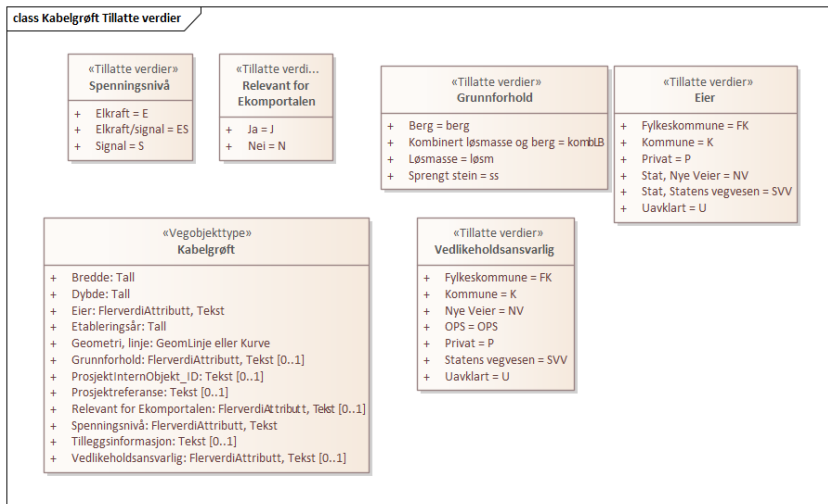 class Kabelgrøft Tillatte verdier
«Tillatte verdier»
Spenningsnivå
+ Elkraft = E
+ Elkraft/signal = ES
+ Signal = S
«Tillatte verdi...
Relevant for
Ekomportalen
+ Ja = J
+ Nei = N
«Tillatte verdier»
Grunnforhold
+ Berg = berg
+ Kombinert løsmasse og berg = kombLB
+ Løsmasse = løsm
+ Sprengt stein = ss
«Tillatte verdier»
Eier
+ Fylkeskommune = FK
+ Kommune = K
+ Privat = P
+ Stat, Nye Veier = NV
+ Stat, Statens vegvesen = SVV
+ Uavklart = U
«Vegobjekttype»
Kabelgrøft
+ Bredde: Tall
+ Dybde: Tall
+ Eier: FlerverdiAttributt, Tekst
+ Etableringsår: Tall
+ Geometri, linje: GeomLinje eller Kurve
+ Grunnforhold: FlerverdiAttributt, Tekst [0..1]
+ ProsjektInternObjekt_ID: Tekst [0..1]
+ Prosjektreferanse: Tekst [0..1]
+ Relevant for Ekomportalen: FlerverdiAttributt, Tekst [0..1]
+ Spenningsnivå: FlerverdiAttributt, Tekst
+ Tilleggsinformasjon: Tekst [0..1]
+ Vedlikeholdsansvarlig: FlerverdiAttributt, Tekst [0..1]
«Tillatte verdier»
Vedlikeholdsansvarlig
+ Fylkeskommune = FK
+ Kommune = K
+ Nye Veier = NV
+ OPS = OPS
+ Privat = P
+ Statens vegvesen = SVV
+ Uavklart = U